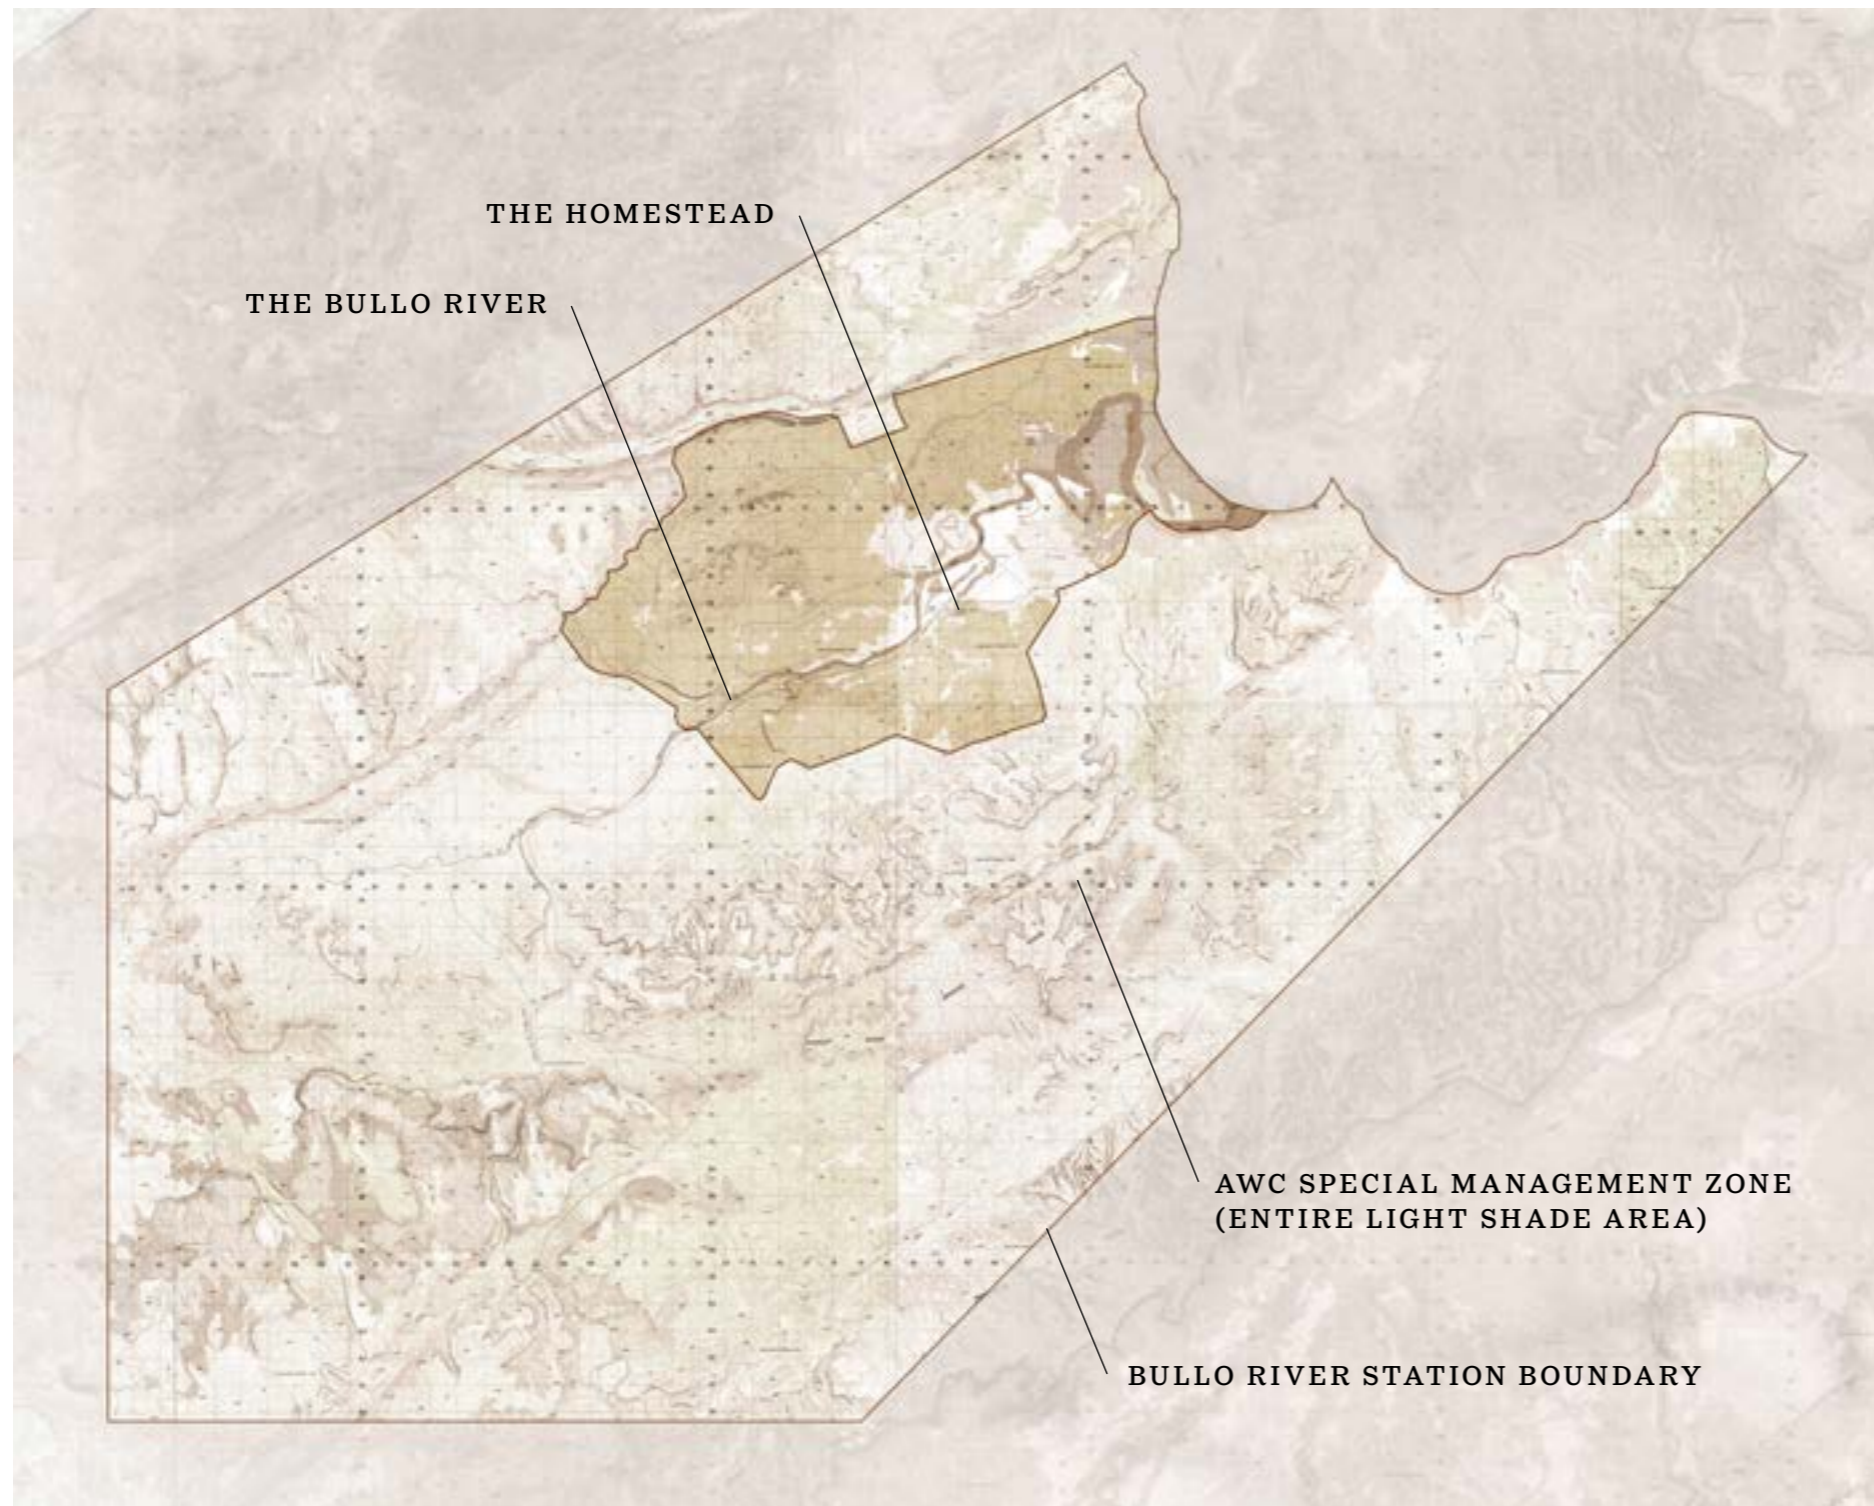 THE HOMESTEAD
THE BULLO RIVER
AWC SPECIAL MANAGEMENT ZONE
(ENTIRE LIGHT SHADE AREA)
BULLO RIVER STATION BOUNDARY